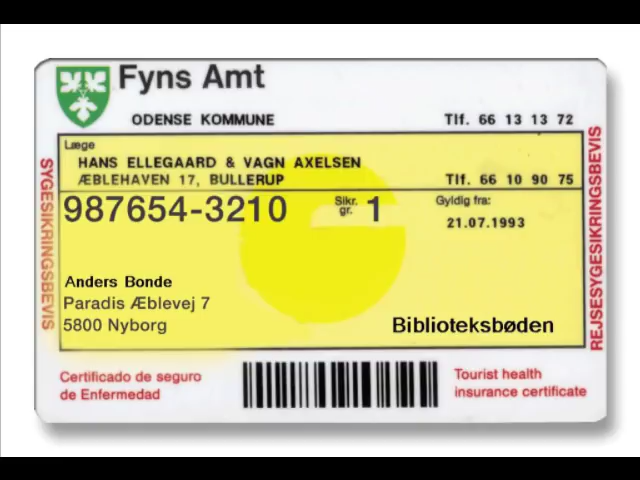 Fyns Amt
ODENSE KOMMUNE Tlf. 66 13 13 72
Læge
HANS ELLEGAARD & VAGN AXELSEN
ÆBLEHAVEN 17, BULLERUP Tlf. 66 10 90 75
987654-3210 Sikr. gr. 1 Gyldig fra:
21.07.1993
Anders Bonde
Paradis Æblevej 7
5800 Nyborg
Biblioteksbøden
SYGESIKRINGSBEVIS
REJSESYGESIKRINGSBEVIS
Certificado de seguro
de Enfermedad
Tourist health
insurance certificate